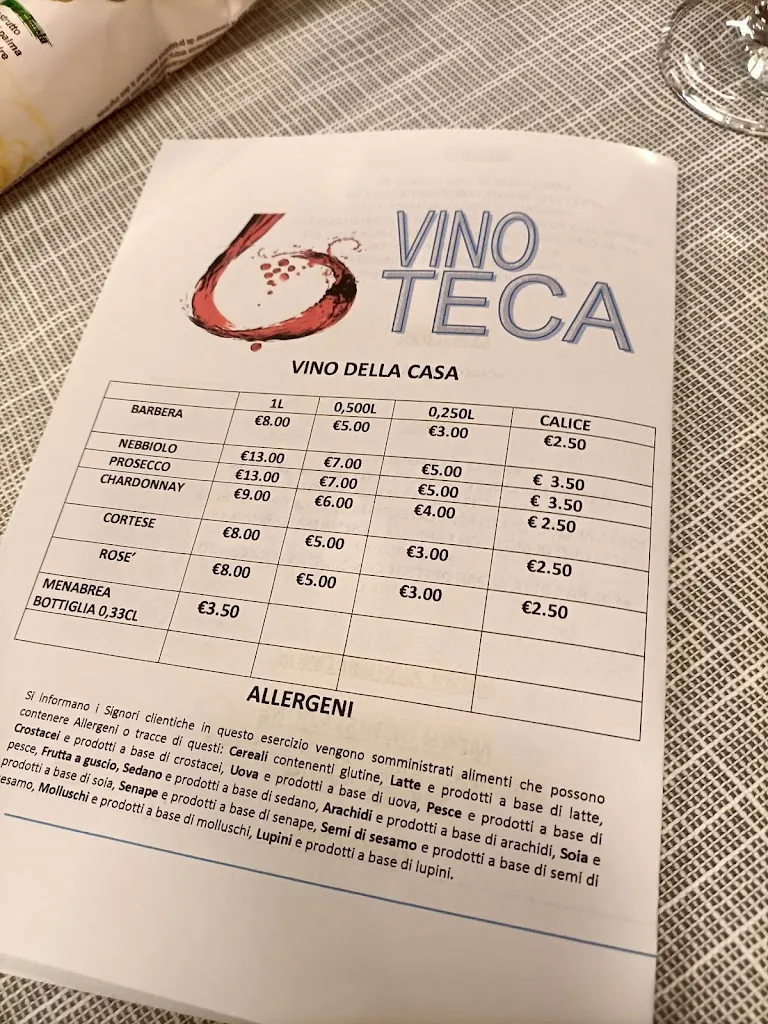 strutto
palma
VINO
TECA
VINO DELLA CASA
1L 0,500L 0,250L CALICE
BARBERA €8.00 €5.00 €3.00 €2.50
NEBBIOLO €13.00 €7.00 €5.00 € 3.50
PROSECCO €13.00 €7.00 €5.00 € 3.50
CHARDONNAY €9.00 €6.00 €4.00 € 2.50
CORTESE €8.00 €5.00 €3.00 €2.50
ROSE’ €8.00 €5.00 €3.00 €2.50
MENABREA
BOTTIGLIA 0,33CL €3.50
ALLERGENI
Si informano i Signori clientiche in questo esercizio vengono somministrati alimenti che possono
contenere Allergeni o tracce di questi: Cereali contenenti glutine, Latte e prodotti a base di latte,
Crostacei e prodotti a base di crostacei, Uova e prodotti a base di uova, Pesce e prodotti a base di
pesce, Frutta a guscio, Sedano e prodotti a base di sedano, Arachidi e prodotti a base di arachidi, Soia e
prodotti a base di soia, Senape e prodotti a base di senape, Semi di sesamo e prodotti a base di semi di
sesamo, Molluschi e prodotti a base di molluschi, Lupini e prodotti a base di lupini.